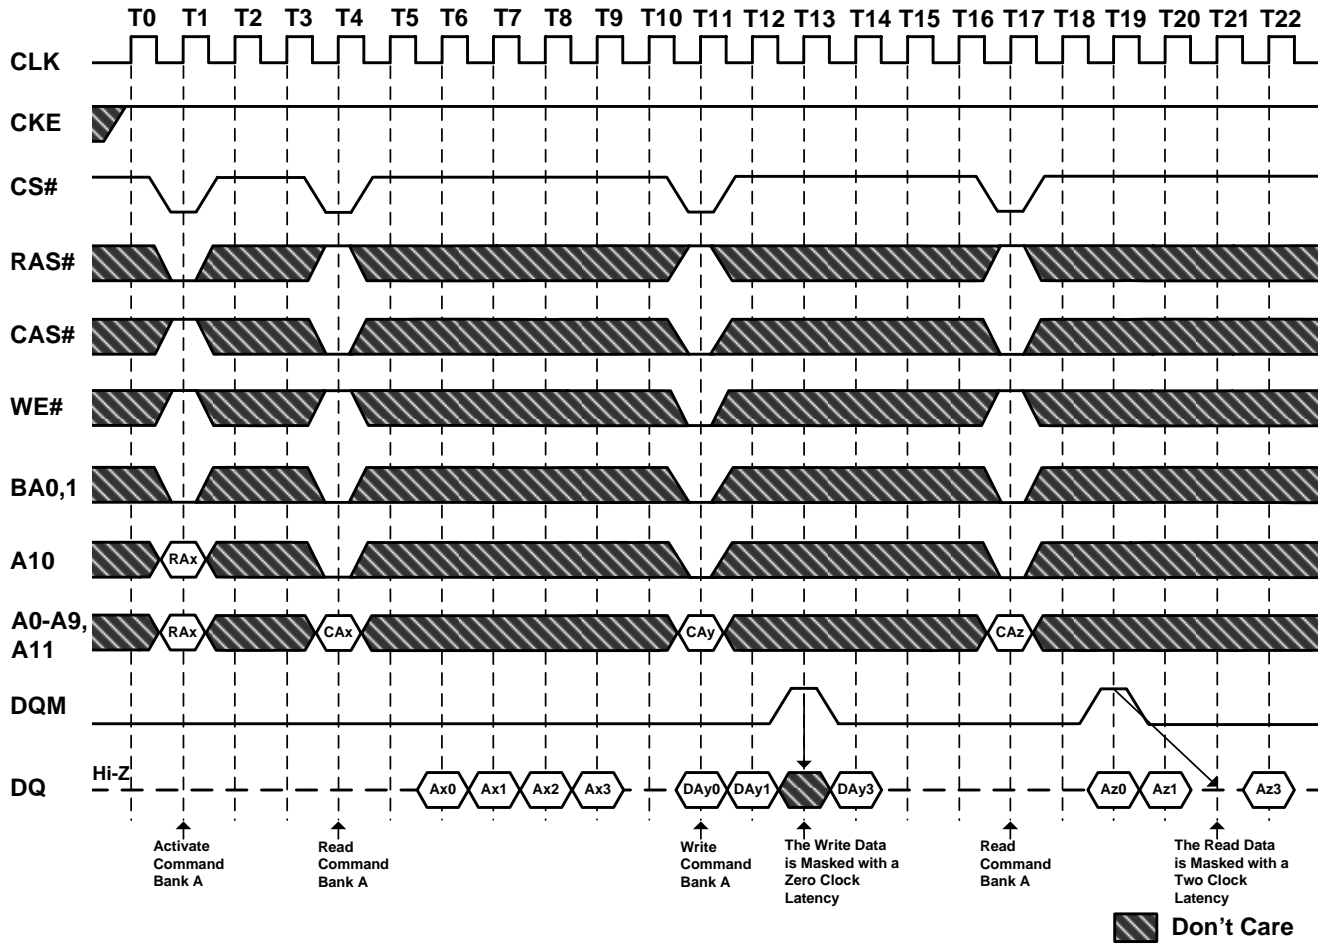 T0 T1 T2 T3 T4 T5 T6 T7 T8 T9 T10 T11 T12 T13 T14 T15 T16 T17 T18 T19 T20 T21 T22
CLK
CKE
CS#
RAS#
CAS#
WE#
BA0,1
A10
RAx
A0-A9,
A11
RAx CAx CAy CAz
DQM
Hi-Z
DQ
Ax0 Ax1 Ax2 Ax3 DAy0 DAy1 DAy3 Az0 Az1 Az3
Activate
Command
Bank A
Read
Command
Bank A
Write
Command
Bank A
The Write Data
is Masked with a
Zero Clock
Latency
Read
Command
Bank A
The Read Data
is Masked with a
Two Clock
Latency
Don't Care